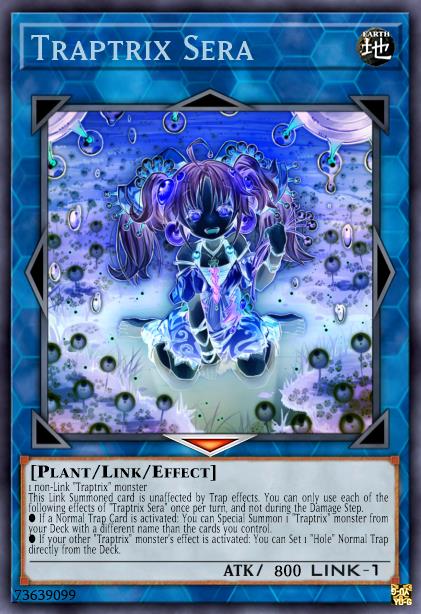 Traptrix Sera
EARTH
地
[Plant/Link/Effect]
1 non-Link "Traptrix" monster
This Link Summoned card is unaffected by Trap effects. You can only use each of the
following effects of "Traptrix Sera" once per turn, and not during the Damage Step.
● If a Normal Trap Card is activated: You can Special Summon 1 "Traptrix" monster from
your Deck with a different name than the cards you control.
● If your other "Traptrix" monster's effect is activated: You can Set 1 "Hole" Normal Trap
directly from the Deck.
ATK/ 800 LINK-1
73639099